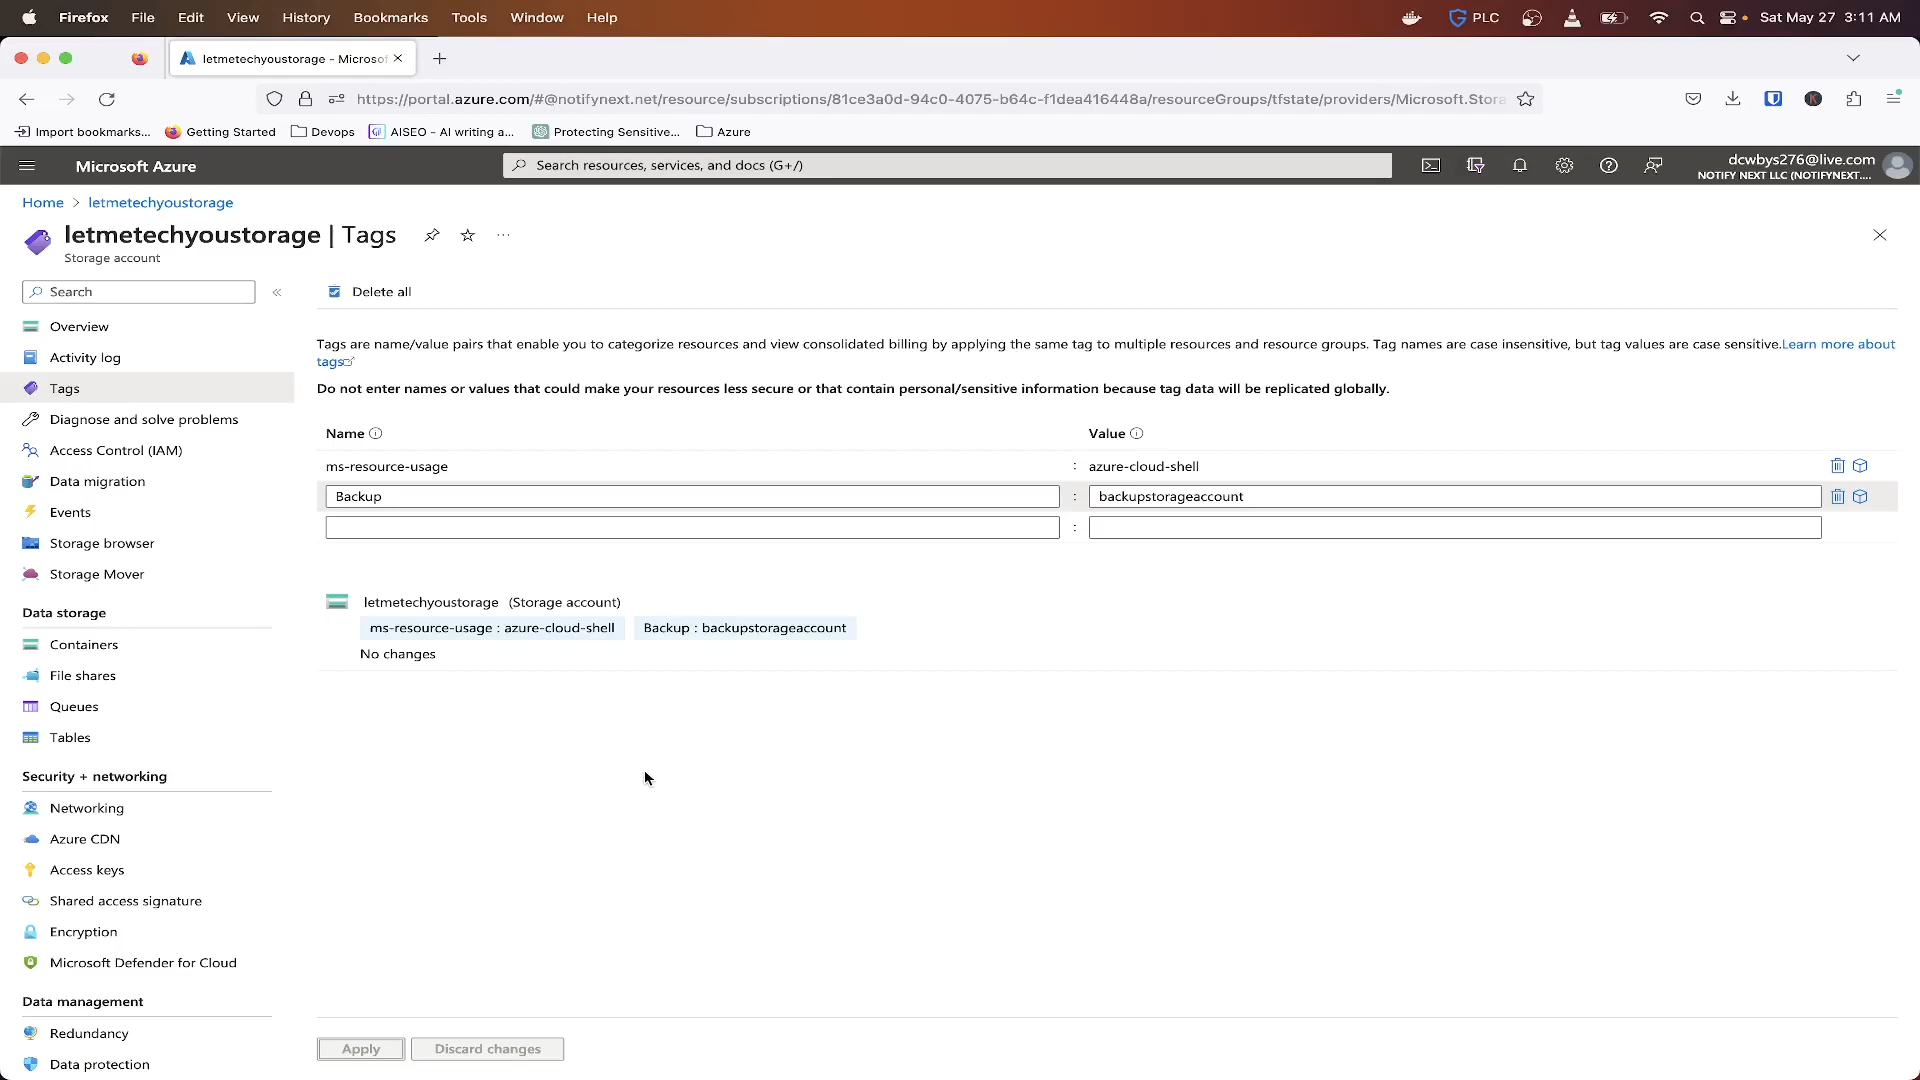 Firefox File Edit View History Bookmarks Tools Window Help PLC Sat May 27 3:11 AM
letmetechyoustorage - Microsof
https://portal.azure.com/#@notifynext.net/resource/subscriptions/81ce3a0d-94c0-4075-b64c-f1dea416448a/resourceGroups/tfstate/providers/Microsoft.Stora
Import bookmarks... Getting Started Devops AISEO - AI writing a... Protecting Sensitive... Azure
Microsoft Azure Search resources, services, and docs (G+/) dcwbys276@live.com
NOTIFY NEXT LLC (NOTIFYNEXT....
Home > letmetechyoustorage
letmetechyoustorage | Tags
Storage account
Search
Overview
Activity log
Tags
Diagnose and solve problems
Access Control (IAM)
Data migration
Events
Storage browser
Storage Mover
Data storage
Containers
File shares
Queues
Tables
Security + networking
Networking
Azure CDN
Access keys
Shared access signature
Encryption
Microsoft Defender for Cloud
Data management
Redundancy
Data protection
Delete all
Tags are name/value pairs that enable you to categorize resources and view consolidated billing by applying the same tag to multiple resources and resource groups. Tag names are case insensitive, but tag values are case sensitive.Learn more about
tags
Do not enter names or values that could make your resources less secure or that contain personal/sensitive information because tag data will be replicated globally.
Name Value
ms-resource-usage : azure-cloud-shell
Backup : backupstorageaccount
:
letmetechyoustorage (Storage account)
ms-resource-usage : azure-cloud-shell Backup : backupstorageaccount
No changes
Apply Discard changes